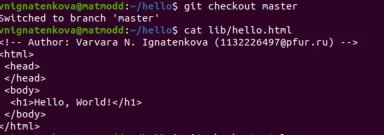 vnignatenkova@matmodd:~/hello$ git checkout master
Switched to branch 'master'
vnignatenkova@matmodd:~/hello$ cat lib/hello.html
<!-- Author: Varvara N. Ignatenkova (1132226497@pfur.ru) -->
<html>
<head>
</head>
<body>
<h1>Hello, World!</h1>
</body>
</html>